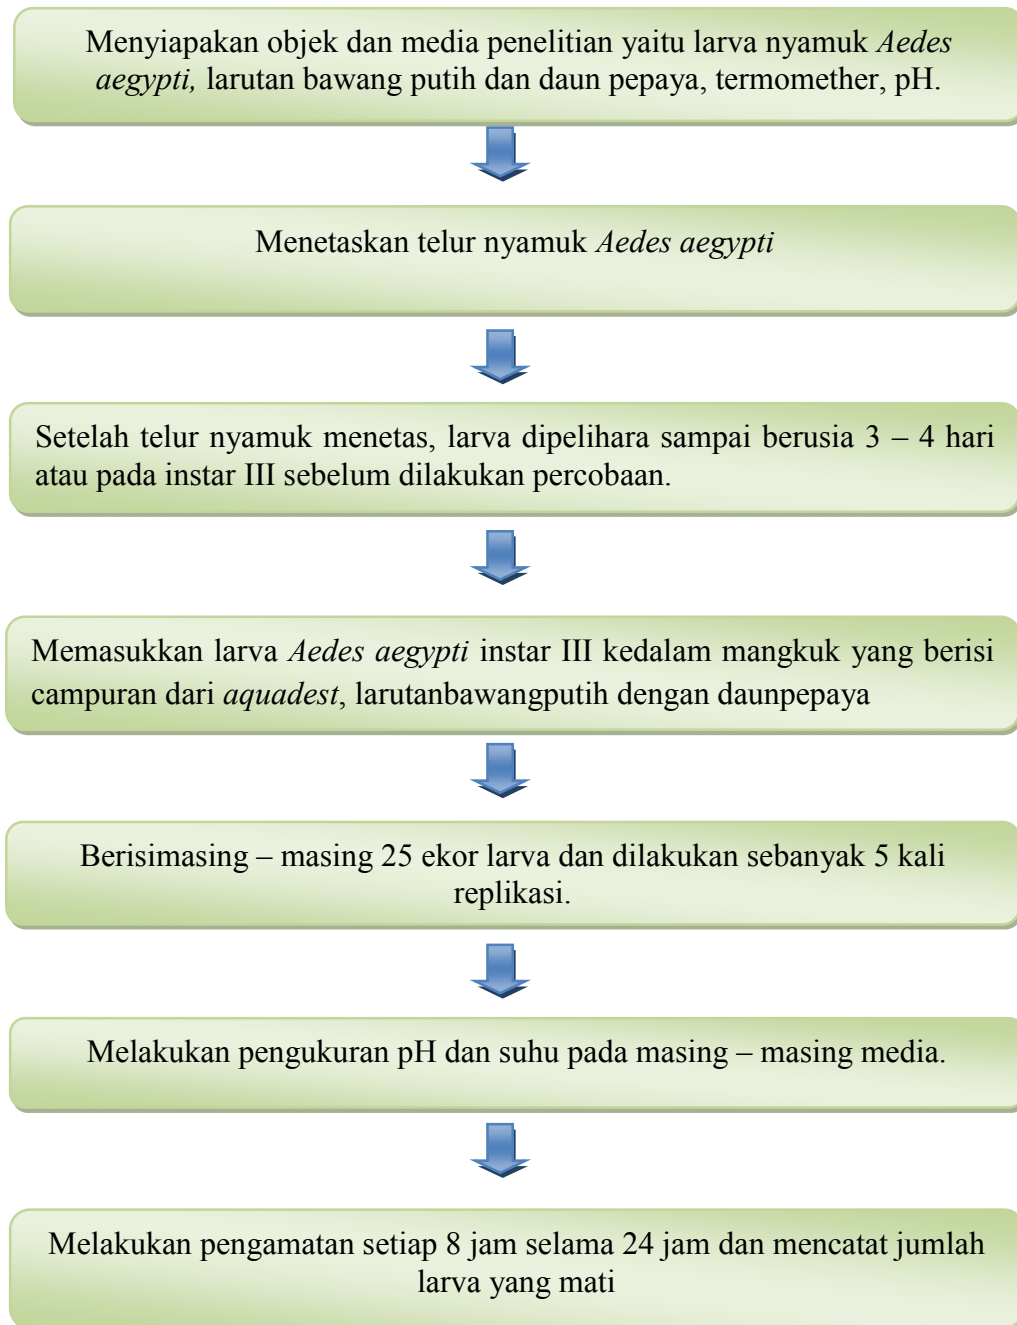 Menyiapakan objek dan media penelitian yaitu larva nyamuk Aedes
aegypti, larutan bawang putih dan daun pepaya, termomether, pH.
Menetaskan telur nyamuk Aedes aegypti
Setelah telur nyamuk menetas, larva dipelihara sampai berusia 3 – 4 hari
atau pada instar III sebelum dilakukan percobaan.
Memasukkan larva Aedes aegypti instar III kedalam mangkuk yang berisi
campuran dari aquadest, larutanbawangputih dengan daunpepaya
Berisimasing – masing 25 ekor larva dan dilakukan sebanyak 5 kali
replikasi.
Melakukan pengukuran pH dan suhu pada masing – masing media.
Melakukan pengamatan setiap 8 jam selama 24 jam dan mencatat jumlah
larva yang mati